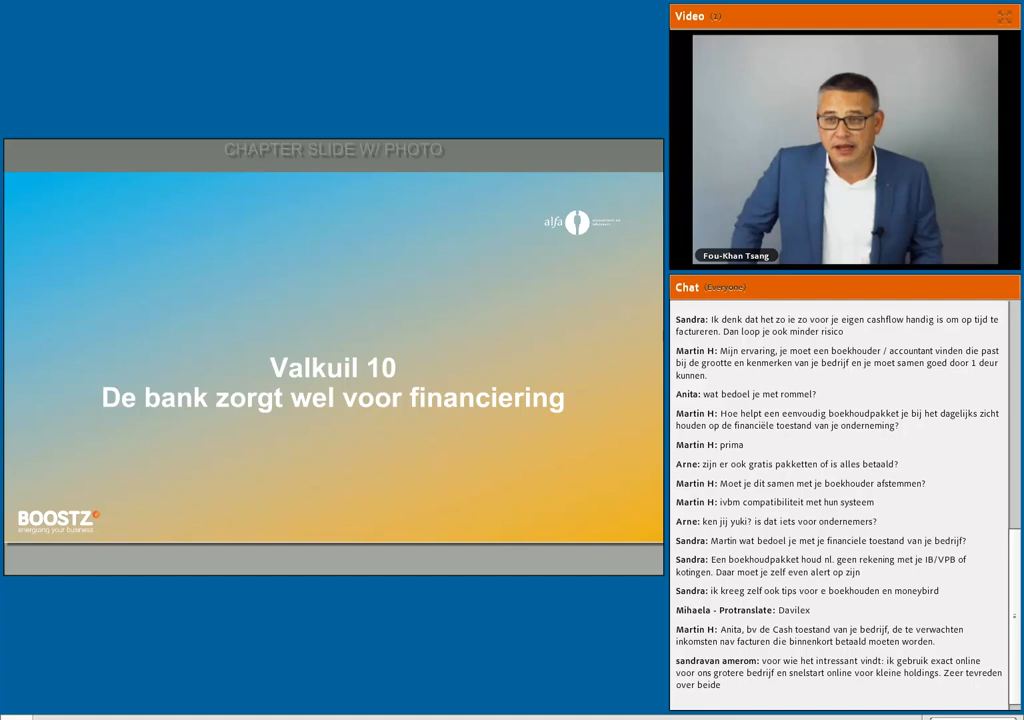 CHAPTER SLIDE W/ PHOTO
alfa
Valkuil 10
De bank zorgt wel voor financiering
BOOSTZ
energizing your business
Video (1)
Fou-Khan Tsang
Chat (Everyone)
Sandra: Ik denk dat het zo ie zo voor je eigen cashflow handig is om op tijd te
factureren. Dan loop je ook minder risico
Martin H: Mijn ervaring, je moet een boekhouder / accountant vinden die past
bij de grootte en kenmerken van je bedrijf en je moet samen goed door 1 deur
kunnen.
Anita: wat bedoel je met rommel?
Martin H: Hoe helpt een eenvoudig boekhoudpakket je bij het dagelijks zicht
houden op de financiële toestand van je onderneming?
Martin H: prima
Arne: zijn er ook gratis pakketten of is alles betaald?
Martin H: Moet je dit samen met je boekhouder afstemmen?
Martin H: ivbm compatibiliteit met hun systeem
Arne: ken jij yuki? is dat iets voor ondernemers?
Sandra: Martin wat bedoel je met je financiele toestand van je bedrijf?
Sandra: Een boekhoudpakket houd nl. geen rekening met je IB/VPB of
kotingen. Daar moet je zelf even alert op zijn
Sandra: ik kreeg zelf ook tips voor e boekhouden en moneybird
Mihaela - Protranslate: Davilex
Martin H: Anita, bv de Cash toestand van je bedrijf, de te verwachten
inkomsten nav facturen die binnenkort betaald moeten worden.
sandravan amerom: voor wie het intressant vindt: ik gebruik exact online
voor ons grotere bedrijf en snelstart online voor kleine holdings. Zeer tevreden
over beide